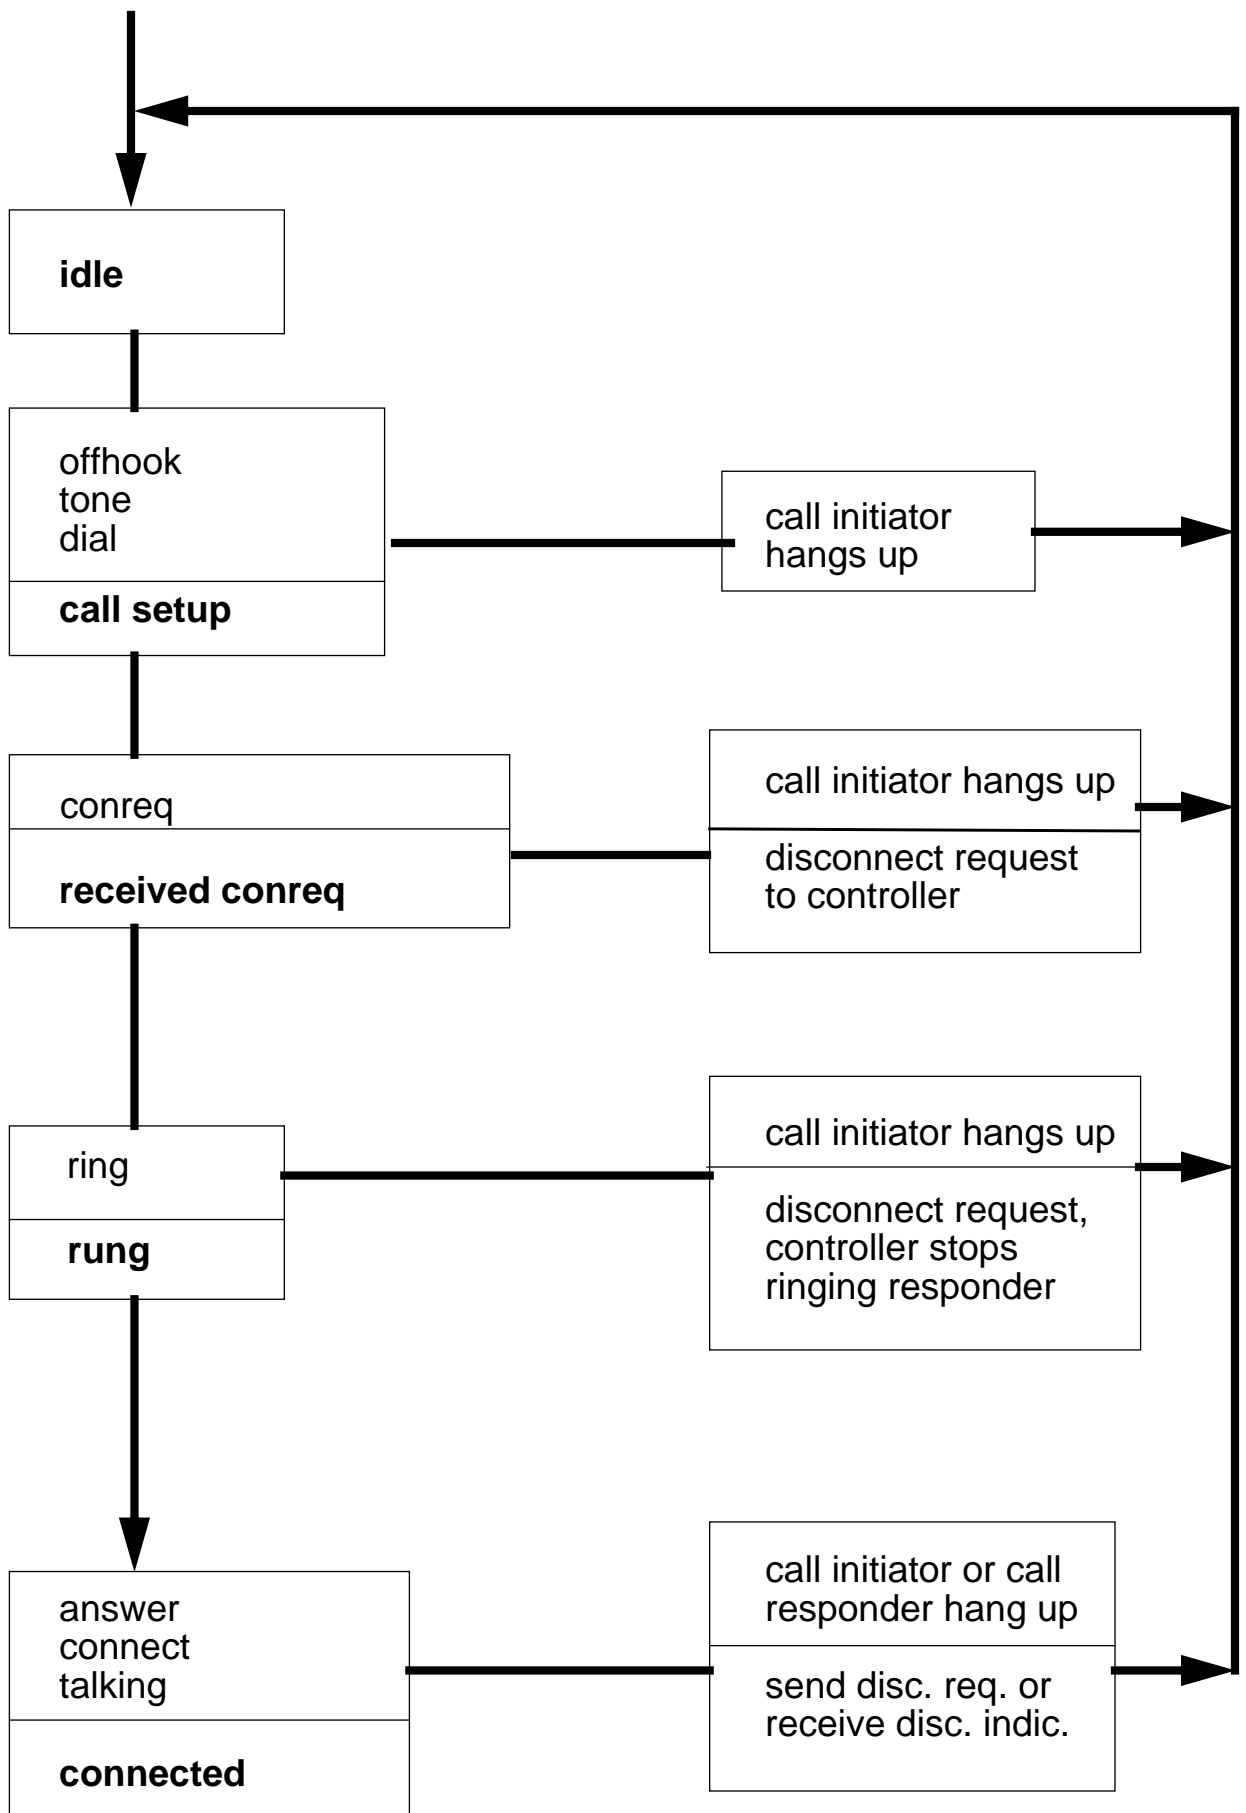 idle
offhook
tone
dial
call setup
call initiator
hangs up
conreq
received conreq
call initiator hangs up
disconnect request
to controller
ring
rung
call initiator hangs up
disconnect request,
controller stops
ringing responder
answer
connect
talking
connected
call initiator or call
responder hang up
send disc. req. or
receive disc. indic.